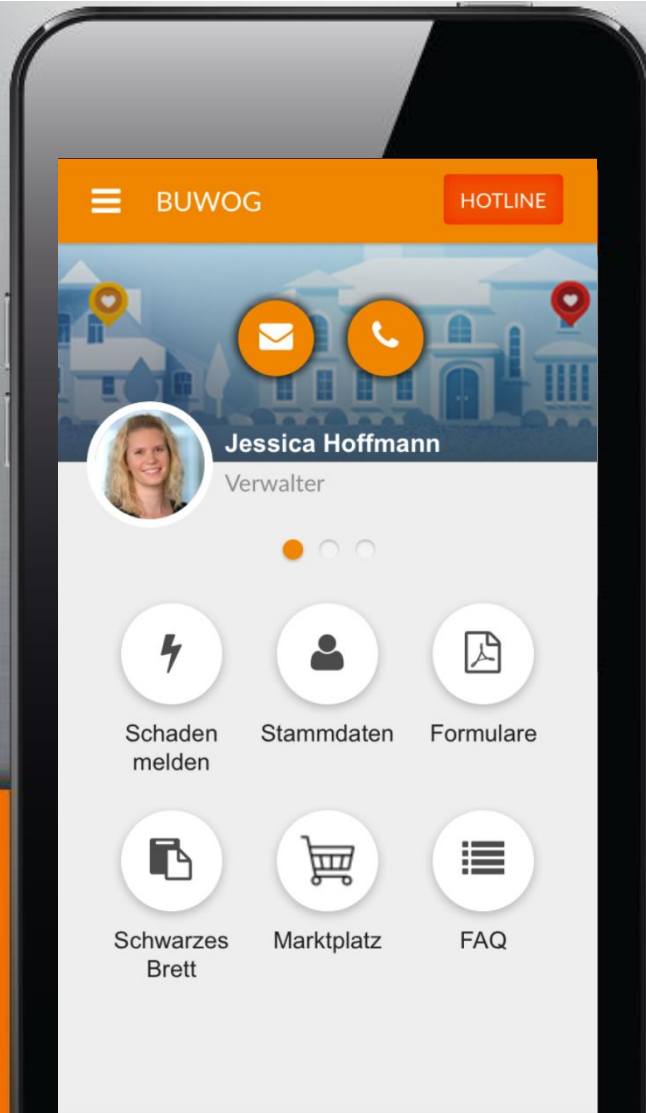 BUWOG
HOTLINE
Jessica Hoffmann
Verwalter
Schaden
melden
Stammdaten
Formulare
Schwarzes
Brett
Marktplatz
FAQ